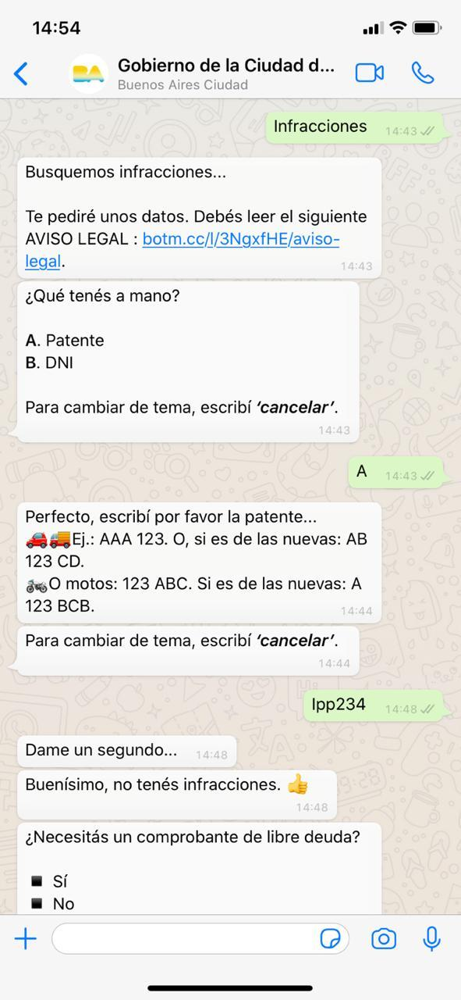 14:54
Gobierno de la Ciudad d...
Buenos Aires Ciudad
Infracciones 14:43
Busquemos infracciones...
Te pediré unos datos. Debés leer el siguiente
AVISO LEGAL : botm.cc/l/3NgxfHE/aviso-
legal.
14:43
¿Qué tenés a mano?
A. Patente
B. DNI
Para cambiar de tema, escribí ‘cancelar’.
14:43
A 14:43
Perfecto, escribí por favor la patente...
🚗🚚Ej.: AAA 123. O, si es de las nuevas: AB
123 CD.
🏍O motos: 123 ABC. Si es de las nuevas: A
123 BCB.
14:44
Para cambiar de tema, escribí ‘cancelar’.
14:44
Ipp234 14:48
Dame un segundo... 14:48
Buenísimo, no tenés infracciones. 👍
14:48
¿Necesitás un comprobante de libre deuda?
▪ Sí
▪ No